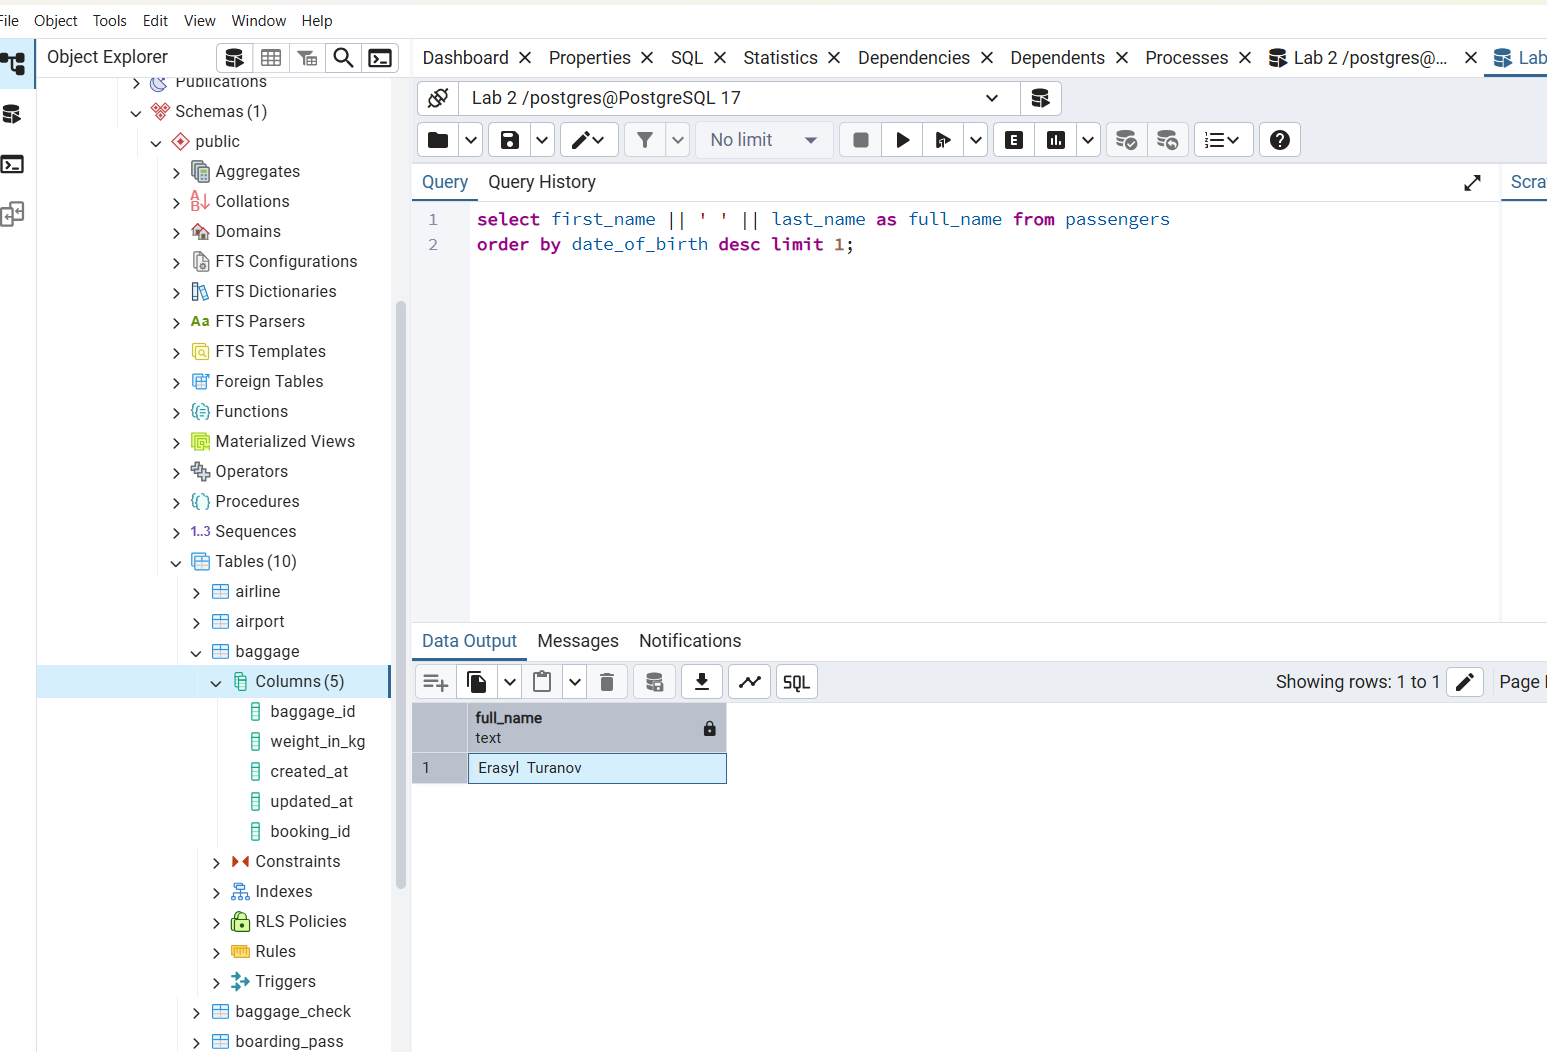 File Object Tools Edit View Window Help
Object Explorer
Dashboard Properties SQL Statistics Dependencies Dependents Processes Lab 2 /postgres@... Lab
Publications
Schemas (1)
public
Aggregates
Collations
Domains
FTS Configurations
FTS Dictionaries
Aa FTS Parsers
FTS Templates
Foreign Tables
Functions
Materialized Views
Operators
Procedures
1..3 Sequences
Tables (10)
airline
airport
baggage
Columns (5)
baggage_id
weight_in_kg
created_at
updated_at
booking_id
Constraints
Indexes
RLS Policies
Rules
Triggers
baggage_check
boarding_pass
Lab 2 /postgres@PostgreSQL 17
No limit E
Query Query History Scra
1 select first_name || ' ' || last_name as full_name from passengers
2 order by date_of_birth desc limit 1;
Data Output Messages Notifications
SQL Showing rows: 1 to 1 Page
full_name
text
1 Erasyl  Turanov